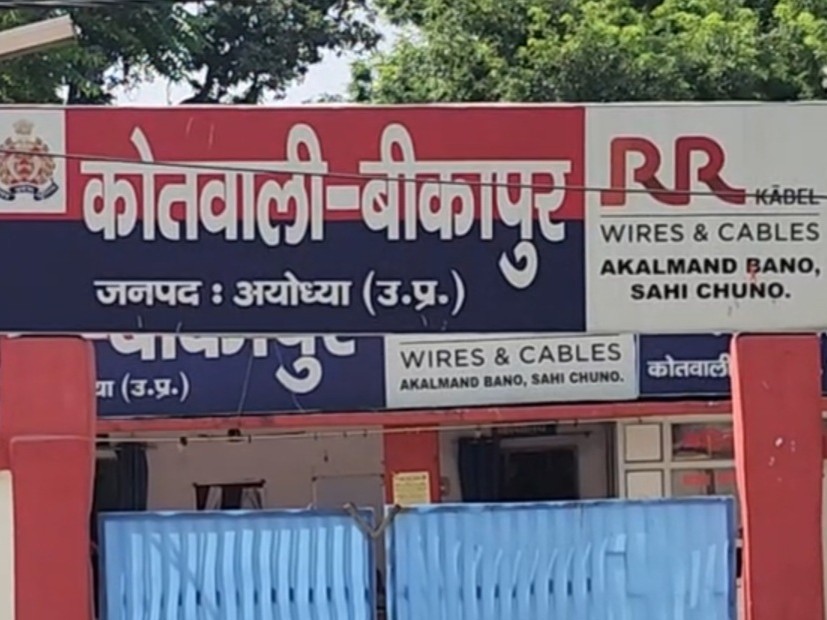 कोतवाली-बीकापुर
जनपद : अयोध्या (उ.प्र.)
RR KABEL
WIRES & CABLES
AKALMAND BANO,
SAHI CHUNO.
-बीकापुर
या (उ.प्र.)
WIRES & CABLES
AKALMAND BANO, SAHI CHUNO.
कोतवाली